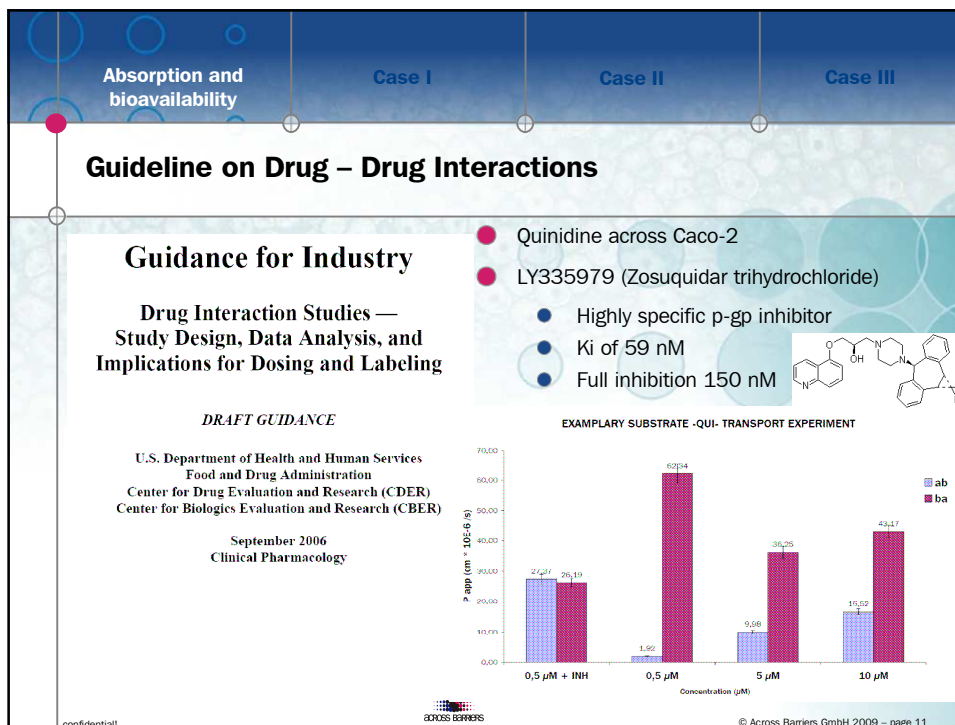 Absorption and
bioavailability
Case I
Case II
Case III
Guideline on Drug – Drug Interactions
Guidance for Industry
Drug Interaction Studies —
Study Design, Data Analysis, and
Implications for Dosing and Labeling
DRAFT GUIDANCE
U.S. Department of Health and Human Services
Food and Drug Administration
Center for Drug Evaluation and Research (CDER)
Center for Biologics Evaluation and Research (CBER)
September 2006
Clinical Pharmacology
Quinidine across Caco-2
LY335979 (Zosuquidar trihydrochloride)
Highly specific p-gp inhibitor
Ki of 59 nM
Full inhibition 150 nM
O
OH
N
N
N
EXAMPLARY SUBSTRATE -QUI- TRANSPORT EXPERIMENT
P app (cm * 10E-6 /s)
70,00
60,00
50,00
40,00
30,00
20,00
10,00
0,00
27,37
26,19
1,92
62,34
9,98
36,25
16,52
43,17
ab
ba
0,5 µM + INH
0,5 µM
5 µM
10 µM
Concentration (µM)
confidential!
ACROSS BARRIERS
© Across Barriers GmbH 2009 – page 11